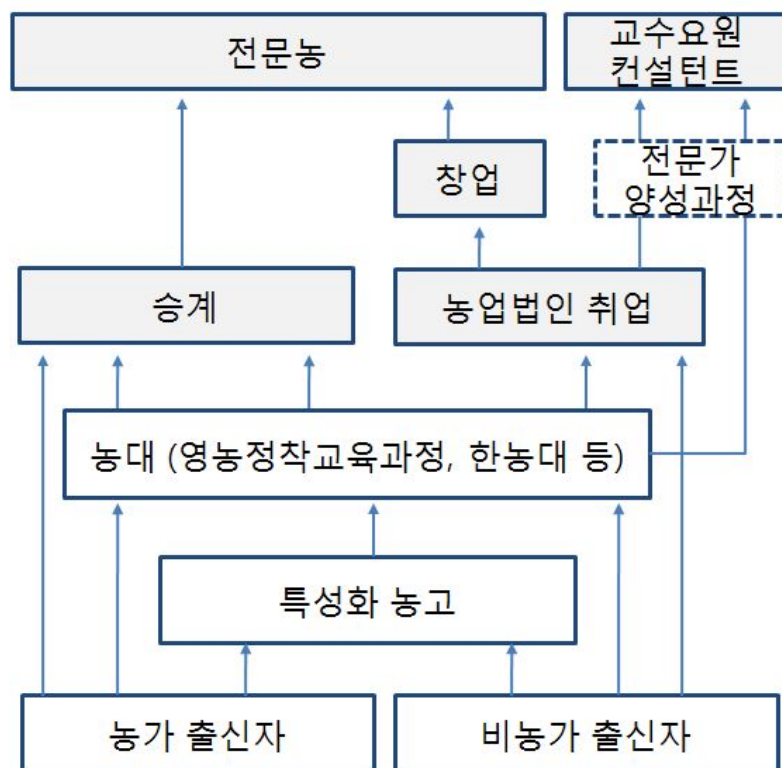 전문농
교수요원
컨설턴트
창업
전문가
양성과정
승계
농업법인 취업
농대 (영농정착교육과정, 한농대 등)
특성화 농고
농가 출신자
비농가 출신자